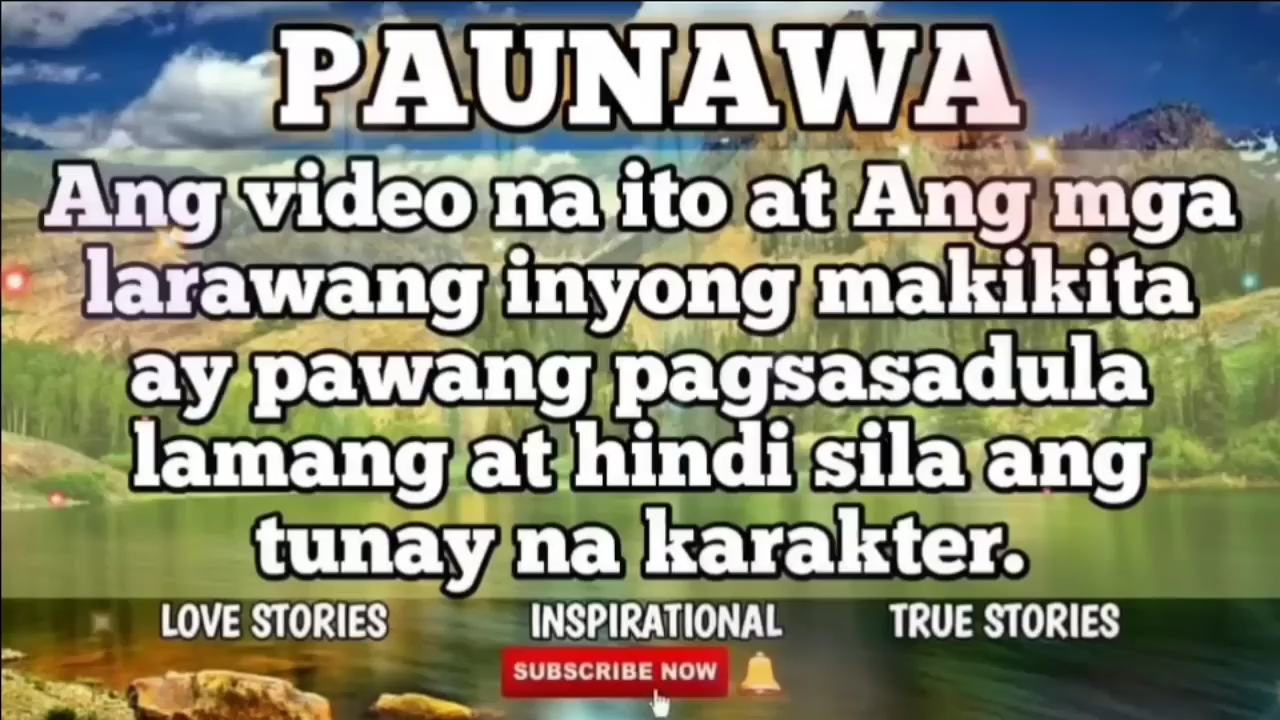 PAUNAWA
Ang video na ito at Ang mga
larawang inyong makikita
ay pawang pagsasadula
lamang at hindi sila ang
tunay na karakter.
LOVE STORIES INSPIRATIONAL TRUE STORIES
SUBSCRIBE NOW